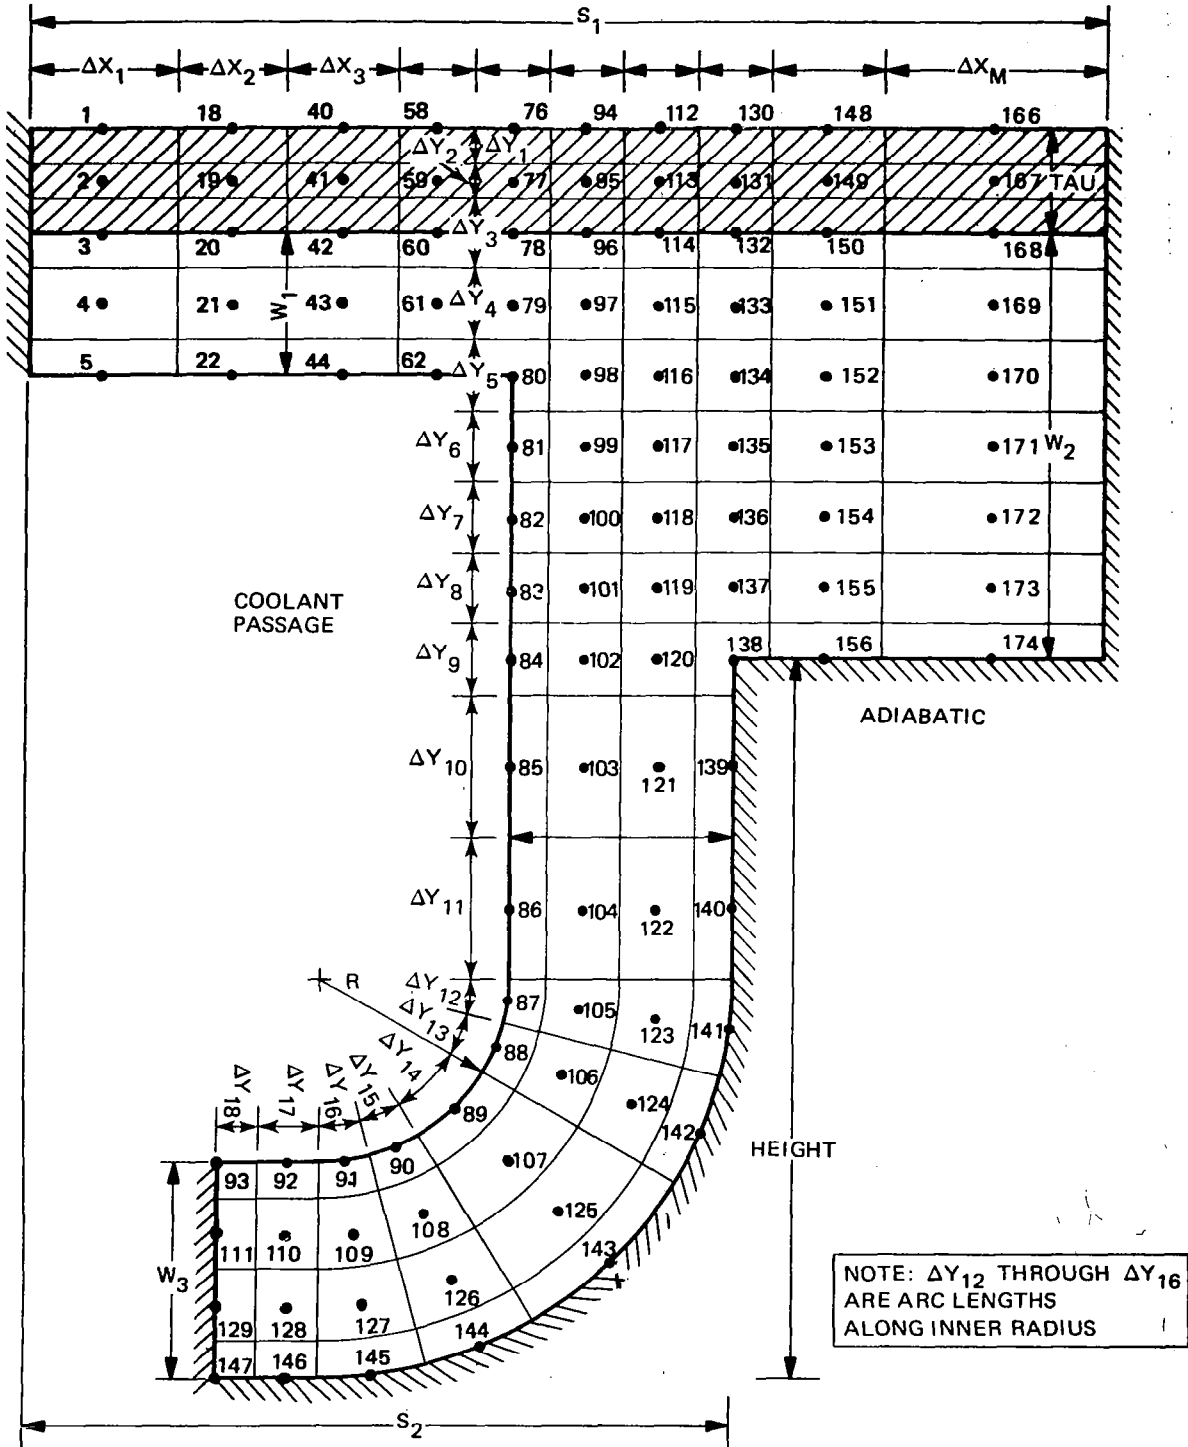 S₁
ΔX₁ ΔX₂ ΔX₃ ΔX_M
1 18 40 58 76 94 112 130 148 166
ΔY₂ ΔY₁
2 19 41 59 77 95 113 131 149 167 TAU
ΔY₃
3 20 42 60 78 96 114 132 150 168
W₁
4 21 43 61 ΔY₄ 79 97 115 133 151 169
5 22 44 62 ΔY₅ 80 98 116 134 152 170
ΔY₆ 81 99 117 135 153 171 W₂
ΔY₇ 82 100 118 136 154 172
ΔY₈ 83 101 119 137 155 173
COOLANT
PASSAGE
ΔY₉ 84 102 120 138 156 174
ADIABATIC
ΔY₁₀ 85 103 121 139
ΔY₁₁ 86 104 122 140
R
ΔY₁₂ 87 105 123 141
ΔY₁₃ 88 106 124 142
ΔY₁₄ 89 107 125 143
ΔY₁₅ 90 108 126 144
ΔY₁₆ 91 109 127 145
ΔY₁₇ 92 110 128 146
ΔY₁₈ 93 111 129 147
W₃
HEIGHT
NOTE: ΔY₁₂ THROUGH ΔY₁₆
ARE ARC LENGTHS
ALONG INNER RADIUS
S₂